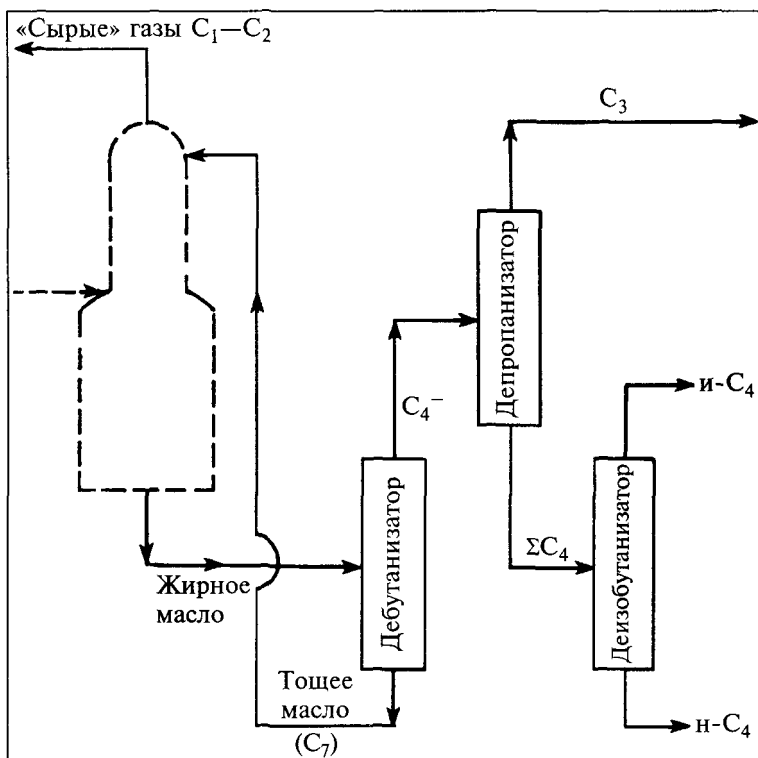 «Сырые» газы C₁—C₂
C₃
Депропанизатор
и-C₄
C₄⁻
Дебутанизатор
ΣC₄
Деизобутанизатор
Жирное
масло
Тощее
масло
(C₇)
н-C₄